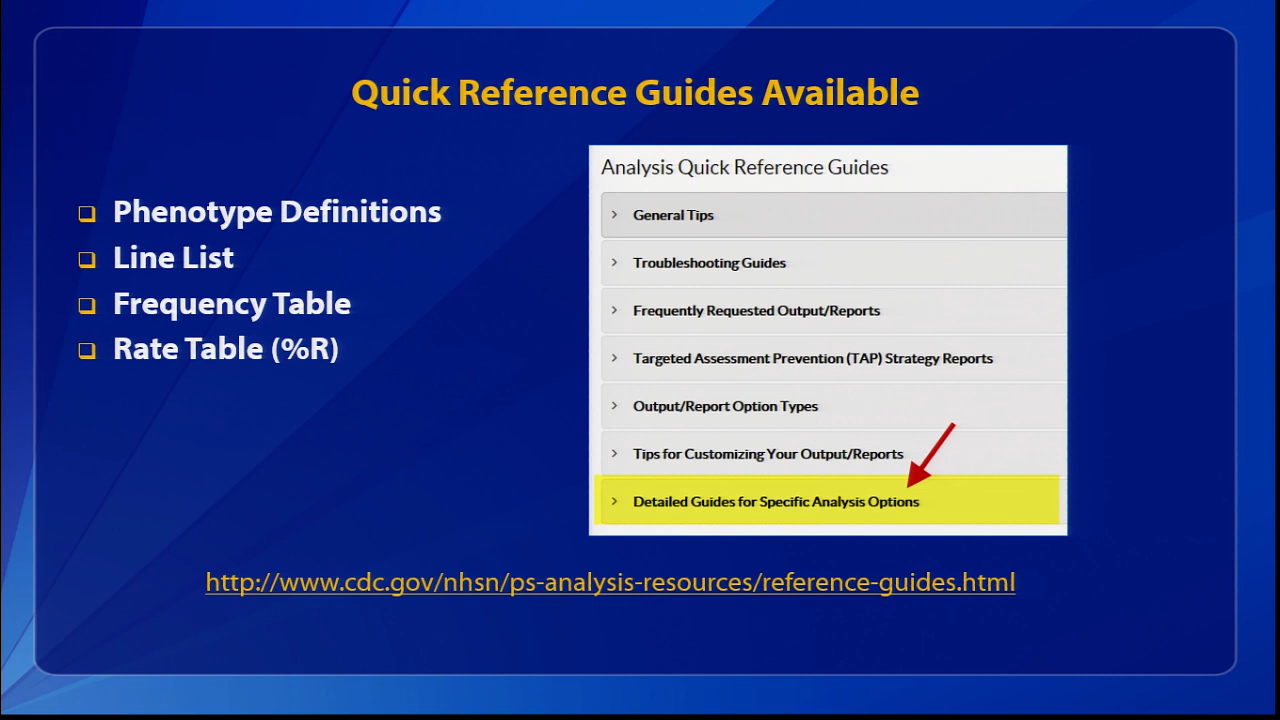 Quick Reference Guides Available
Phenotype Definitions
Line List
Frequency Table
Rate Table (%R)
Analysis Quick Reference Guides
General Tips
Troubleshooting Guides
Frequently Requested Output/Reports
Targeted Assessment Prevention (TAP) Strategy Reports
Output/Report Option Types
Tips for Customizing Your Output/Reports
Detailed Guides for Specific Analysis Options
http://www.cdc.gov/nhsn/ps-analysis-resources/reference-guides.html